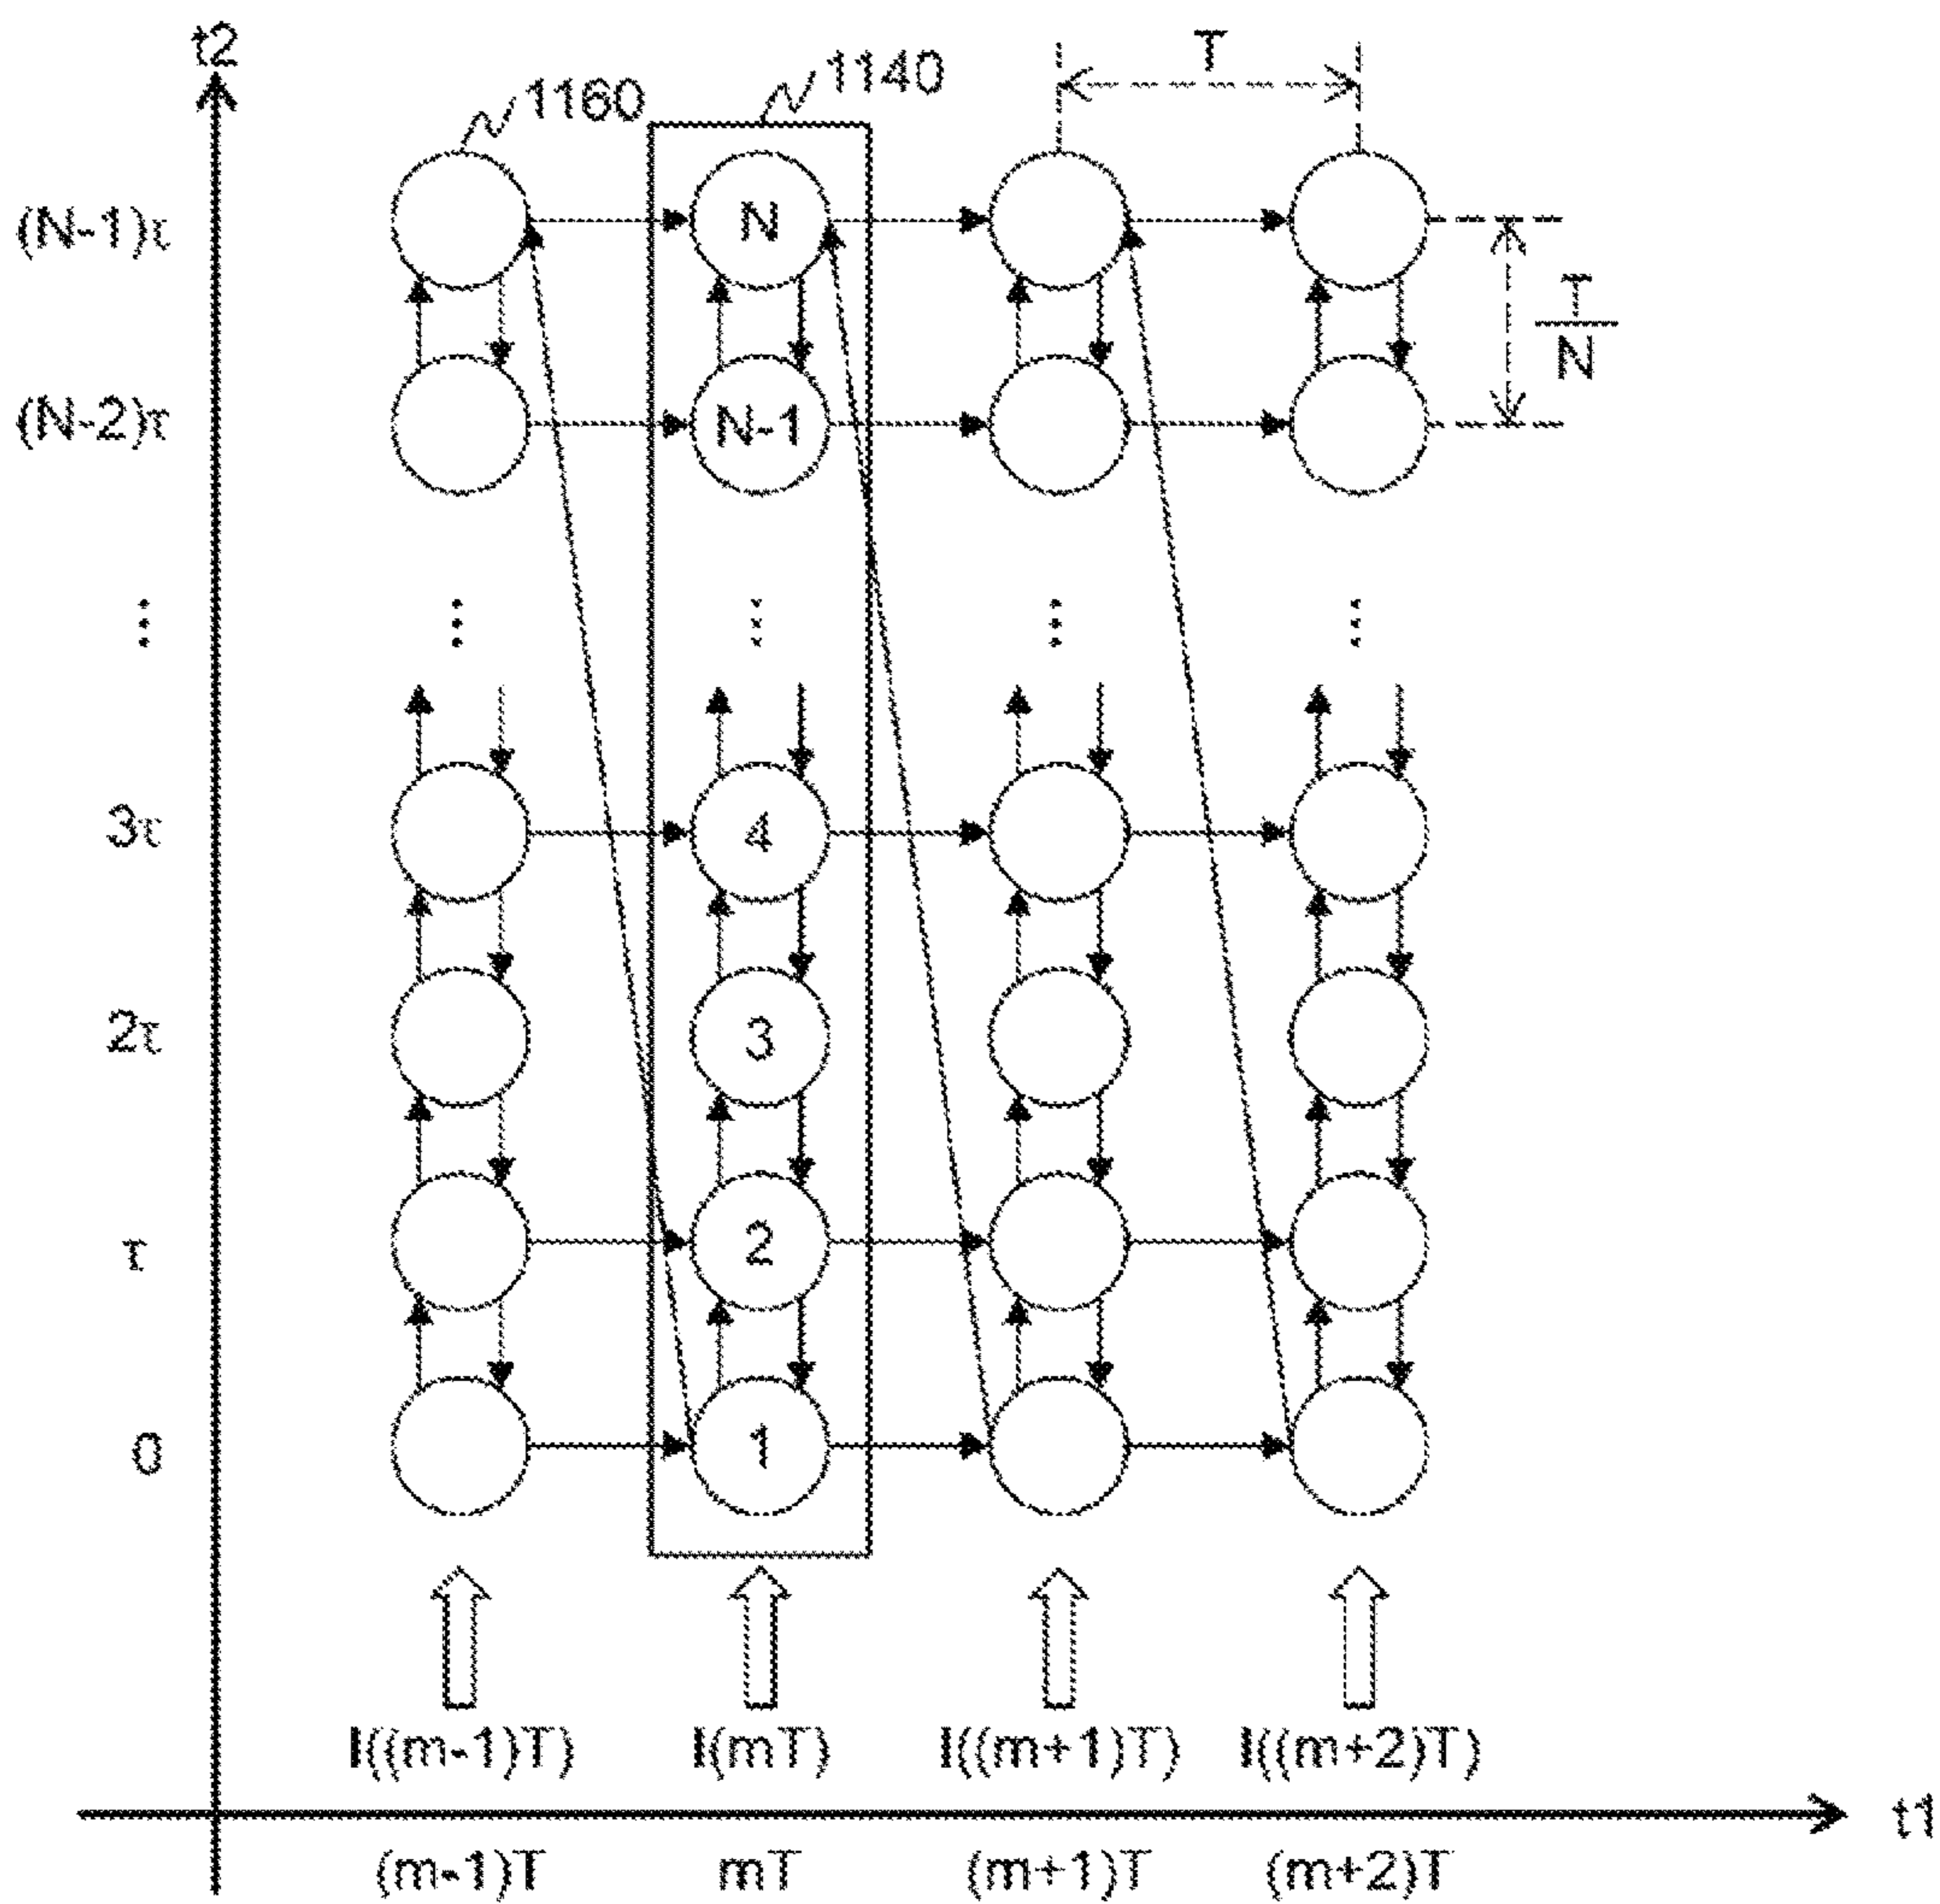 t2
1160
1140
T
(N-1)τ
N
T
N
(N-2)τ
N-1
⋮ ⋮ ⋮ ⋮ ⋮
3τ
4
2τ
3
τ
2
0
1
I((m-1)T) I(mT) I((m+1)T) I((m+2)T)
t1
(m-1)T mT (m+1)T (m+2)T